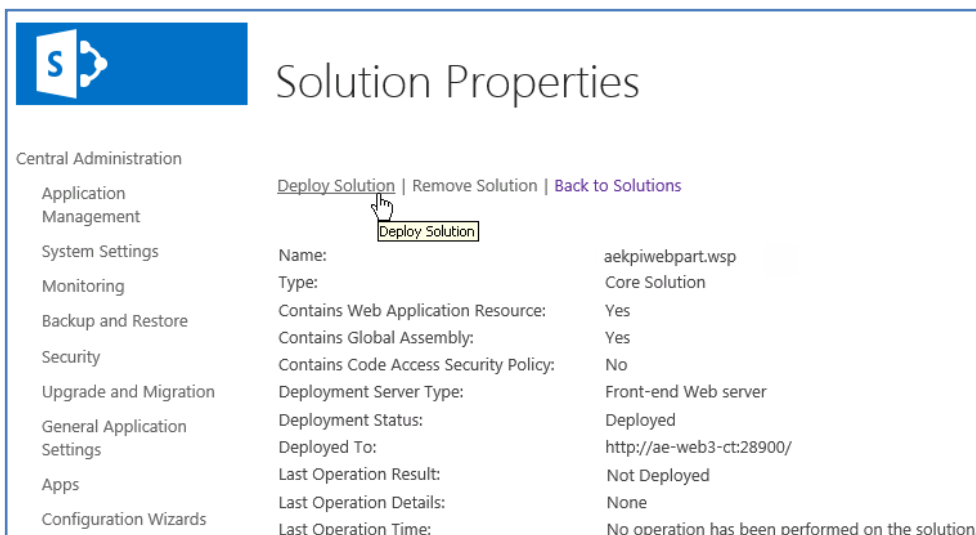 S
Solution Properties
Central Administration
Application
Management
System Settings
Monitoring
Backup and Restore
Security
Upgrade and Migration
General Application
Settings
Apps
Configuration Wizards
Deploy Solution | Remove Solution | Back to Solutions
Deploy Solution
Name: aekpiwebpart.wsp
Type: Core Solution
Contains Web Application Resource: Yes
Contains Global Assembly: Yes
Contains Code Access Security Policy: No
Deployment Server Type: Front-end Web server
Deployment Status: Deployed
Deployed To: http://ae-web3-ct:28900/
Last Operation Result: Not Deployed
Last Operation Details: None
Last Operation Time: No operation has been performed on the solution